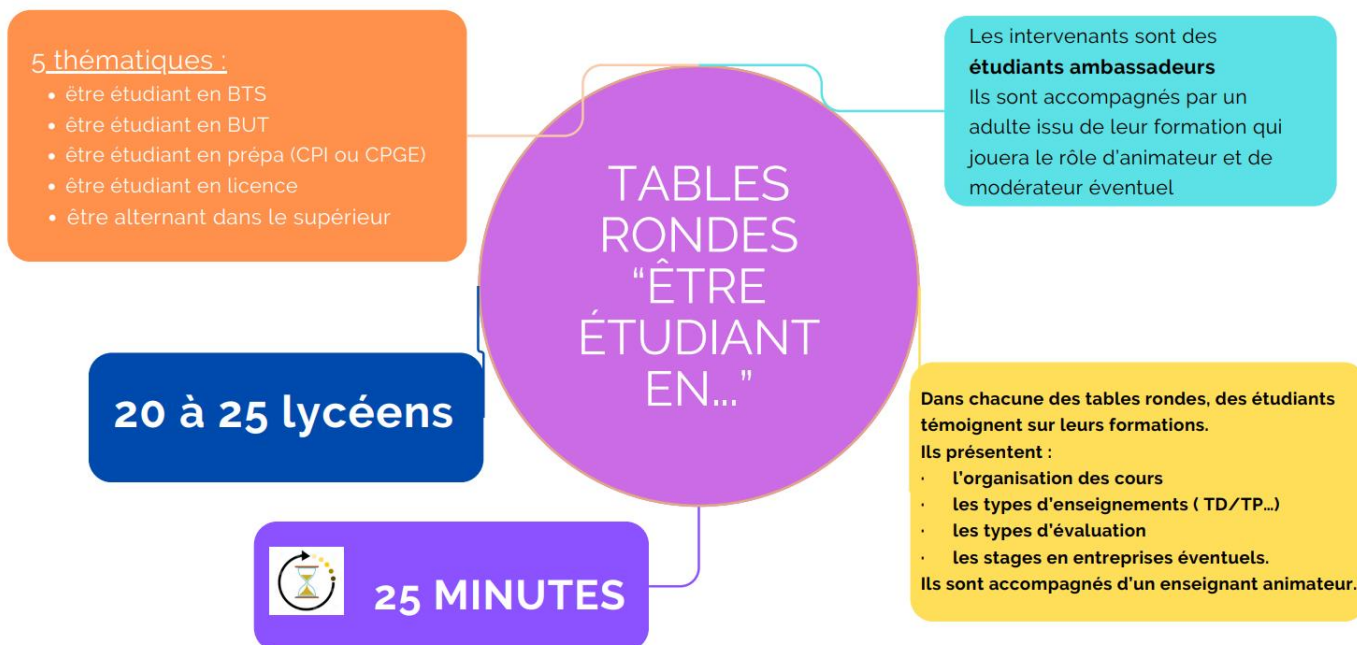 5 thématiques :
• être étudiant en BTS
• être étudiant en BUT
• être étudiant en prépa (CPI ou CPGE)
• être étudiant en licence
• être alternant dans le supérieur
Les intervenants sont des
étudiants ambassadeurs
Ils sont accompagnés par un
adulte issu de leur formation qui
jouera le rôle d'animateur et de
modérateur éventuel
TABLES
RONDES
“ÊTRE
ÉTUDIANT
EN...”
20 à 25 lycéens
Dans chacune des tables rondes, des étudiants
témoignent sur leurs formations.
Ils présentent :
· l'organisation des cours
· les types d'enseignements ( TD/TP...)
· les types d'évaluation
· les stages en entreprises éventuels.
Ils sont accompagnés d'un enseignant animateur.
25 MINUTES